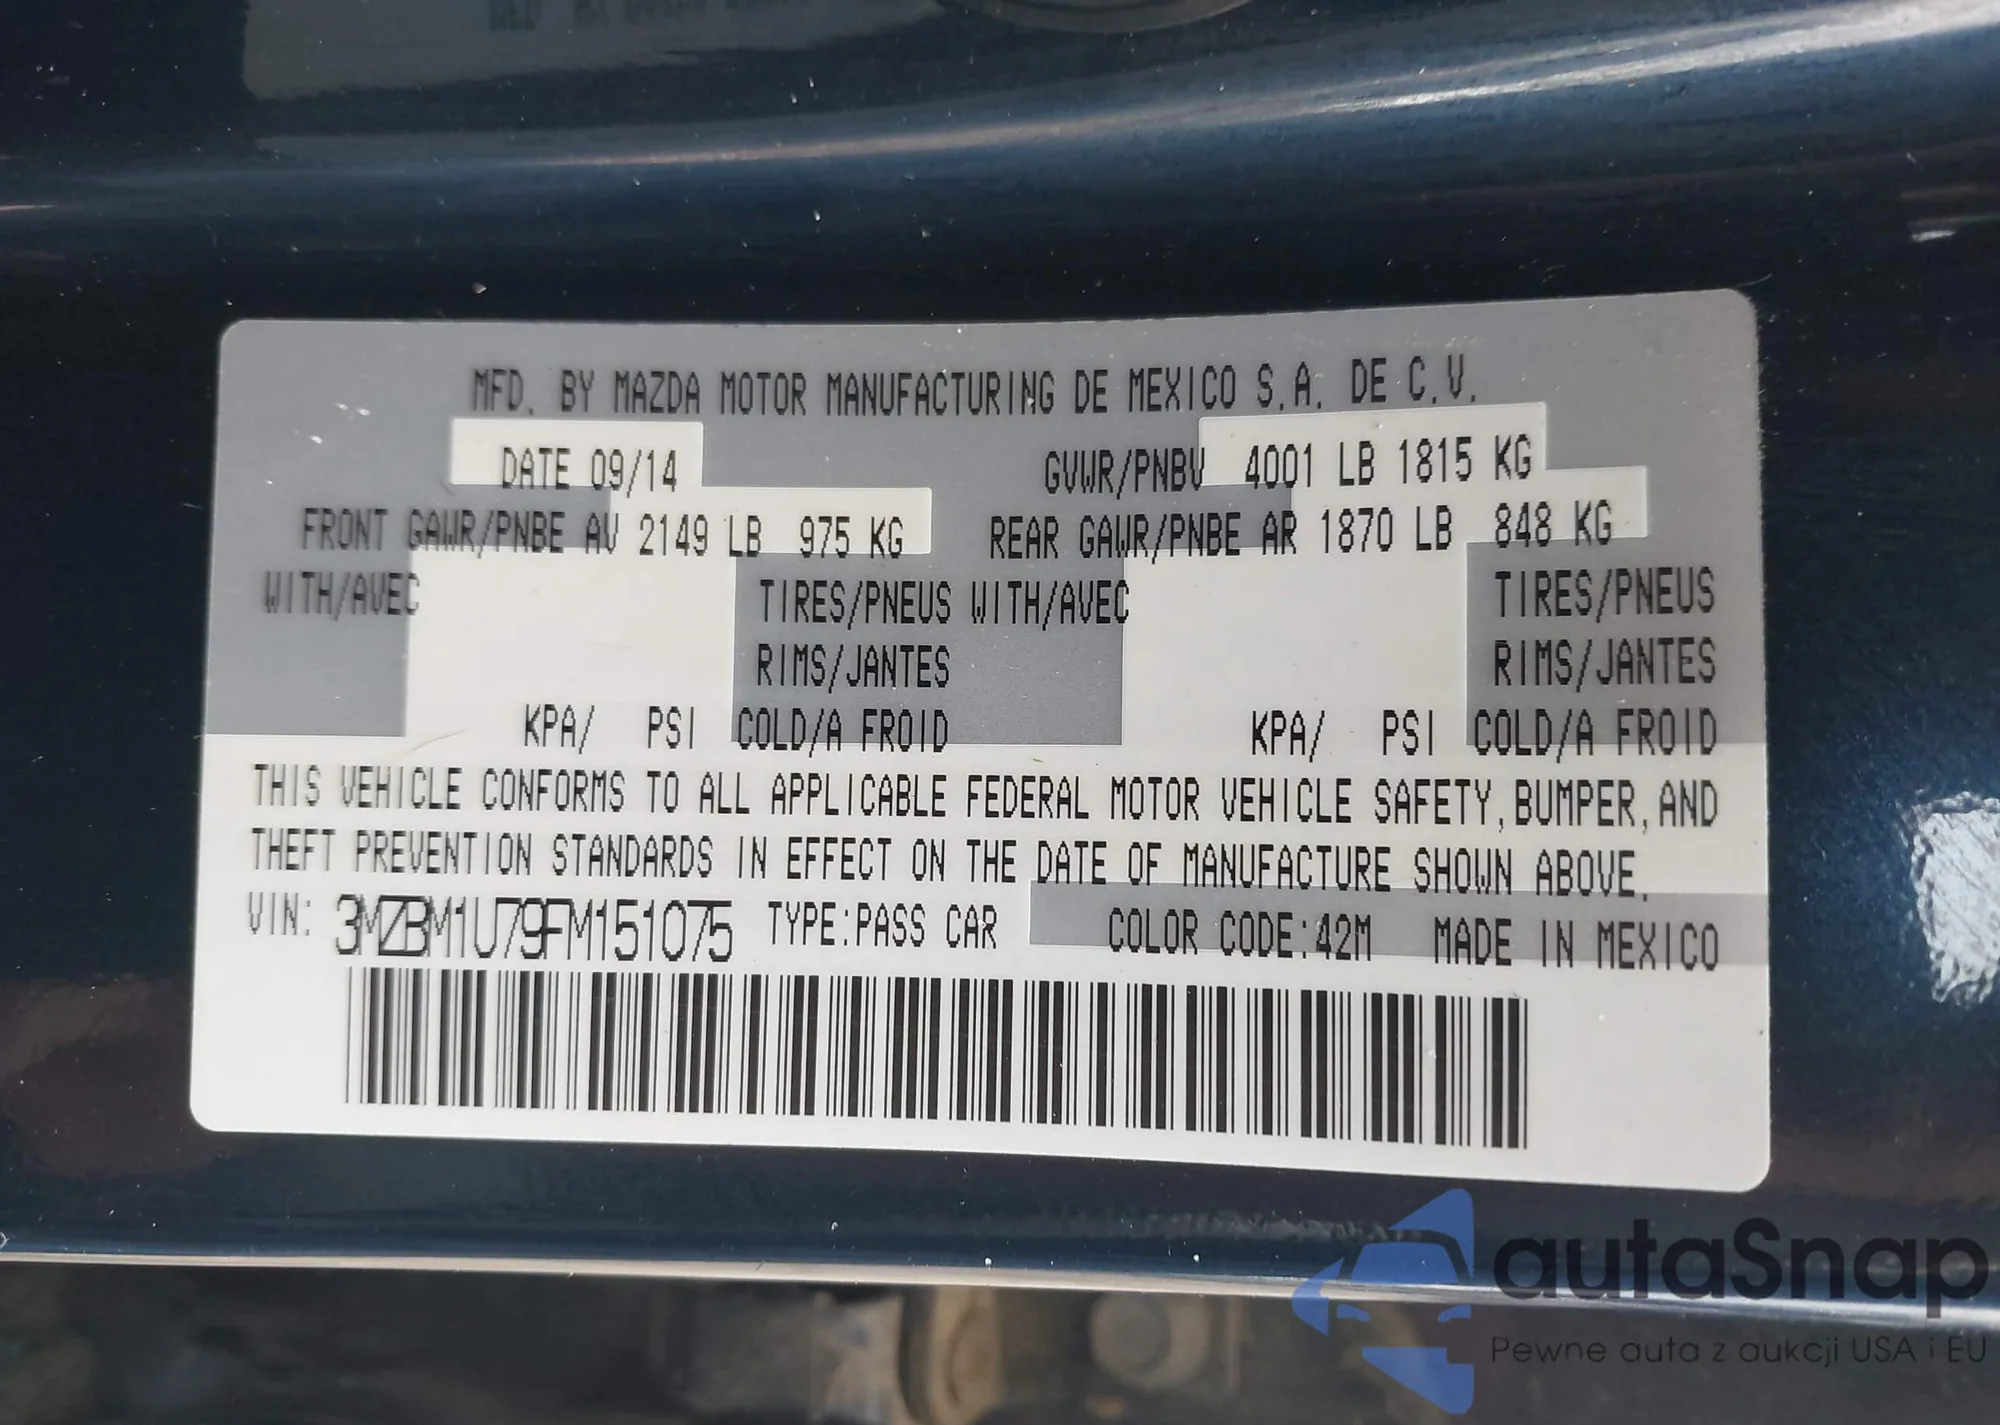 MFD. BY MAZDA MOTOR MANUFACTURING DE MEXICO S.A. DE C.V.
DATE 09/14 GVWR/PNBV 4001 LB 1815 KG
FRONT GAWR/PNBE AV 2149 LB 975 KG REAR GAWR/PNBE AR 1870 LB 848 KG
WITH/AVEC TIRES/PNEUS WITH/AVEC TIRES/PNEUS
RIMS/JANTES RIMS/JANTES
KPA/ PSI COLD/A FROID KPA/ PSI COLD/A FROID
THIS VEHICLE CONFORMS TO ALL APPLICABLE FEDERAL MOTOR VEHICLE SAFETY, BUMPER, AND
THEFT PREVENTION STANDARDS IN EFFECT ON THE DATE OF MANUFACTURE SHOWN ABOVE.
VIN: 3MZBM1U79FM151075 TYPE:PASS CAR COLOR CODE:42M MADE IN MEXICO
autaSnap
Pewne auta z aukcji USA i EU